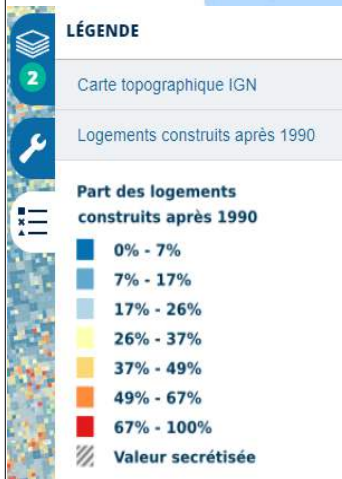 LÉGENDE
2
Carte topographique IGN
Logements construits après 1990
Part des logements
construits après 1990
0% - 7%
7% - 17%
17% - 26%
26% - 37%
37% - 49%
49% - 67%
67% - 100%
Valeur secrétisée